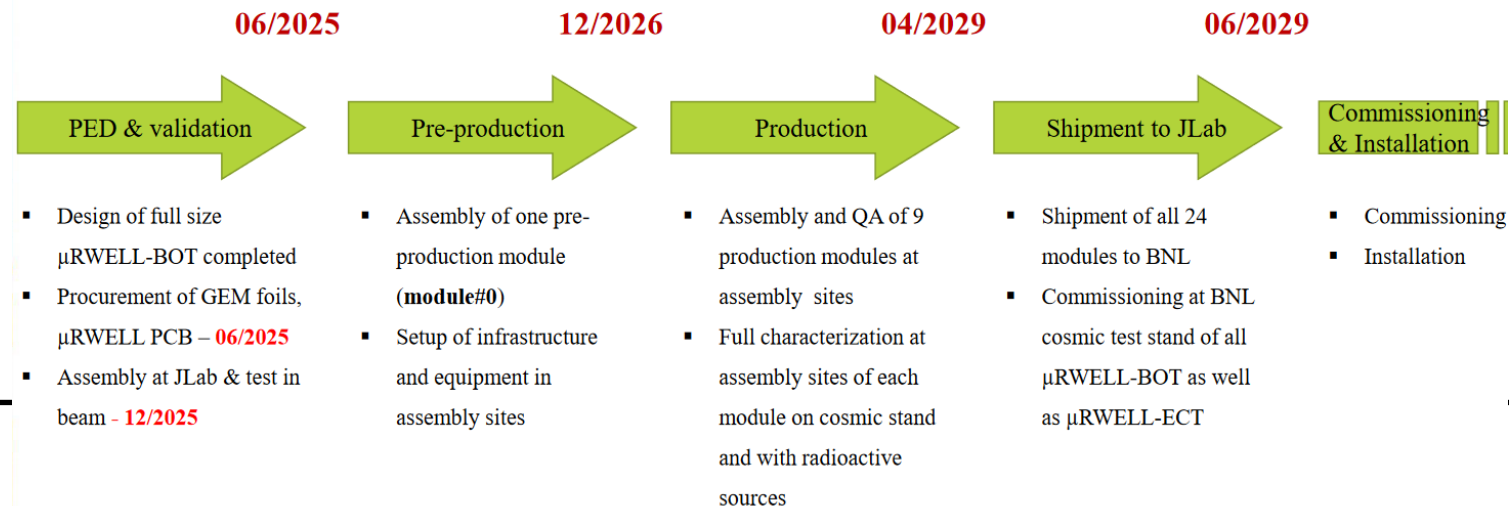 06/2025 12/2026 04/2029 06/2029
PED & validation
Pre-production
Production
Shipment to JLab
Commissioning
& Installation
▪ Design of full size
µRWELL-BOT completed
▪ Procurement of GEM foils,
µRWELL PCB – 06/2025
▪ Assembly at JLab & test in
beam - 12/2025
▪ Assembly of one pre-
production module
(module#0)
▪ Setup of infrastructure
and equipment in
assembly sites
▪ Assembly and QA of 9
production modules at
assembly sites
▪ Full characterization at
assembly sites of each
module on cosmic stand
and with radioactive
sources
▪ Shipment of all 24
modules to BNL
▪ Commissioning at BNL
cosmic test stand of all
µRWELL-BOT as well
as µRWELL-ECT
▪ Commissioning
▪ Installation